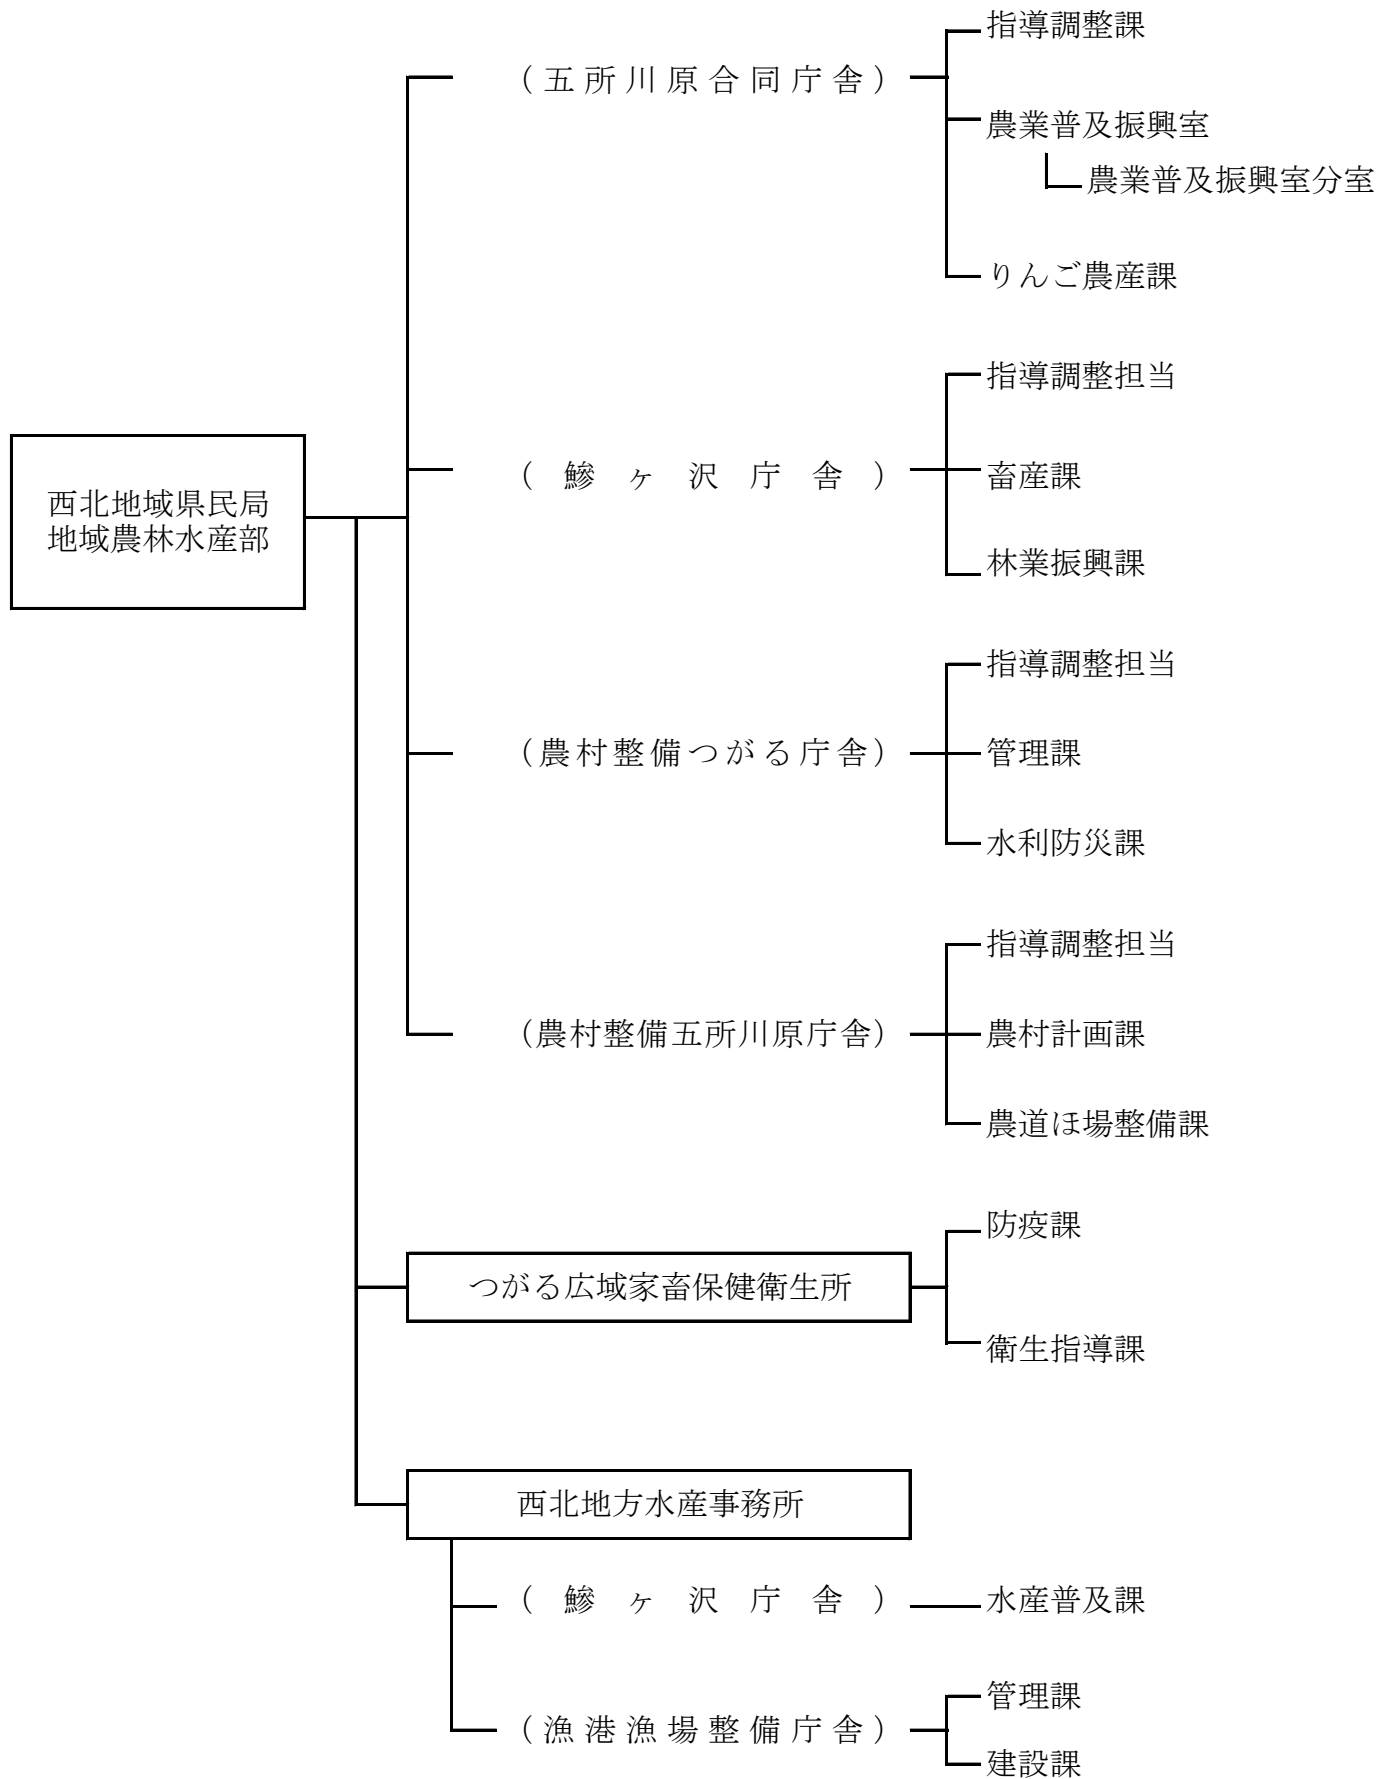 西北地域県民局
地域農林水産部
（五所川原合同庁舎）
指導調整課
農業普及振興室
農業普及振興室分室
りんご農産課
（鰺ヶ沢庁舎）
指導調整担当
畜産課
林業振興課
（農村整備つがる庁舎）
指導調整担当
管理課
水利防災課
（農村整備五所川原庁舎）
指導調整担当
農村計画課
農道ほ場整備課
つがる広域家畜保健衛生所
防疫課
衛生指導課
西北地方水産事務所
（鰺ヶ沢庁舎）
水産普及課
（漁港漁場整備庁舎）
管理課
建設課